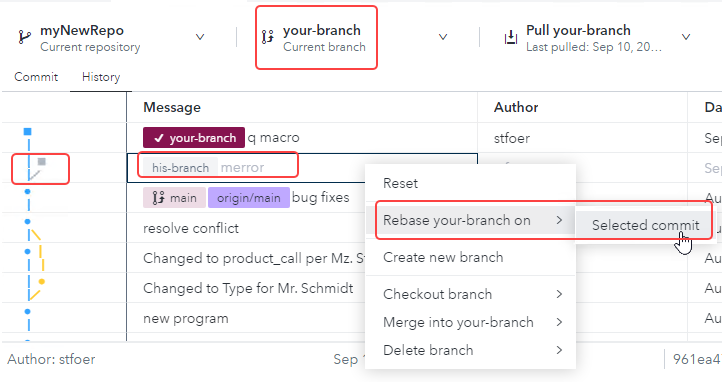 myNewRepo
Current repository
your-branch
Current branch
Pull your-branch
Last pulled: Sep 10, 20...
Commit
History
Message
Author
Da
your-branch q macro
stfoer
Sep
his-branch merror
Sep
main origin/main bug fixes
Au
resolve conflict
Changed to product_call per Mz. S
Au
Changed to Type for Mr. Schmidt
Au
new program
Au
Reset
Rebase your-branch on
Selected commit
Create new branch
Checkout branch
Merge into your-branch
Delete branch
Author: stfoer
Sep 1
961ea4